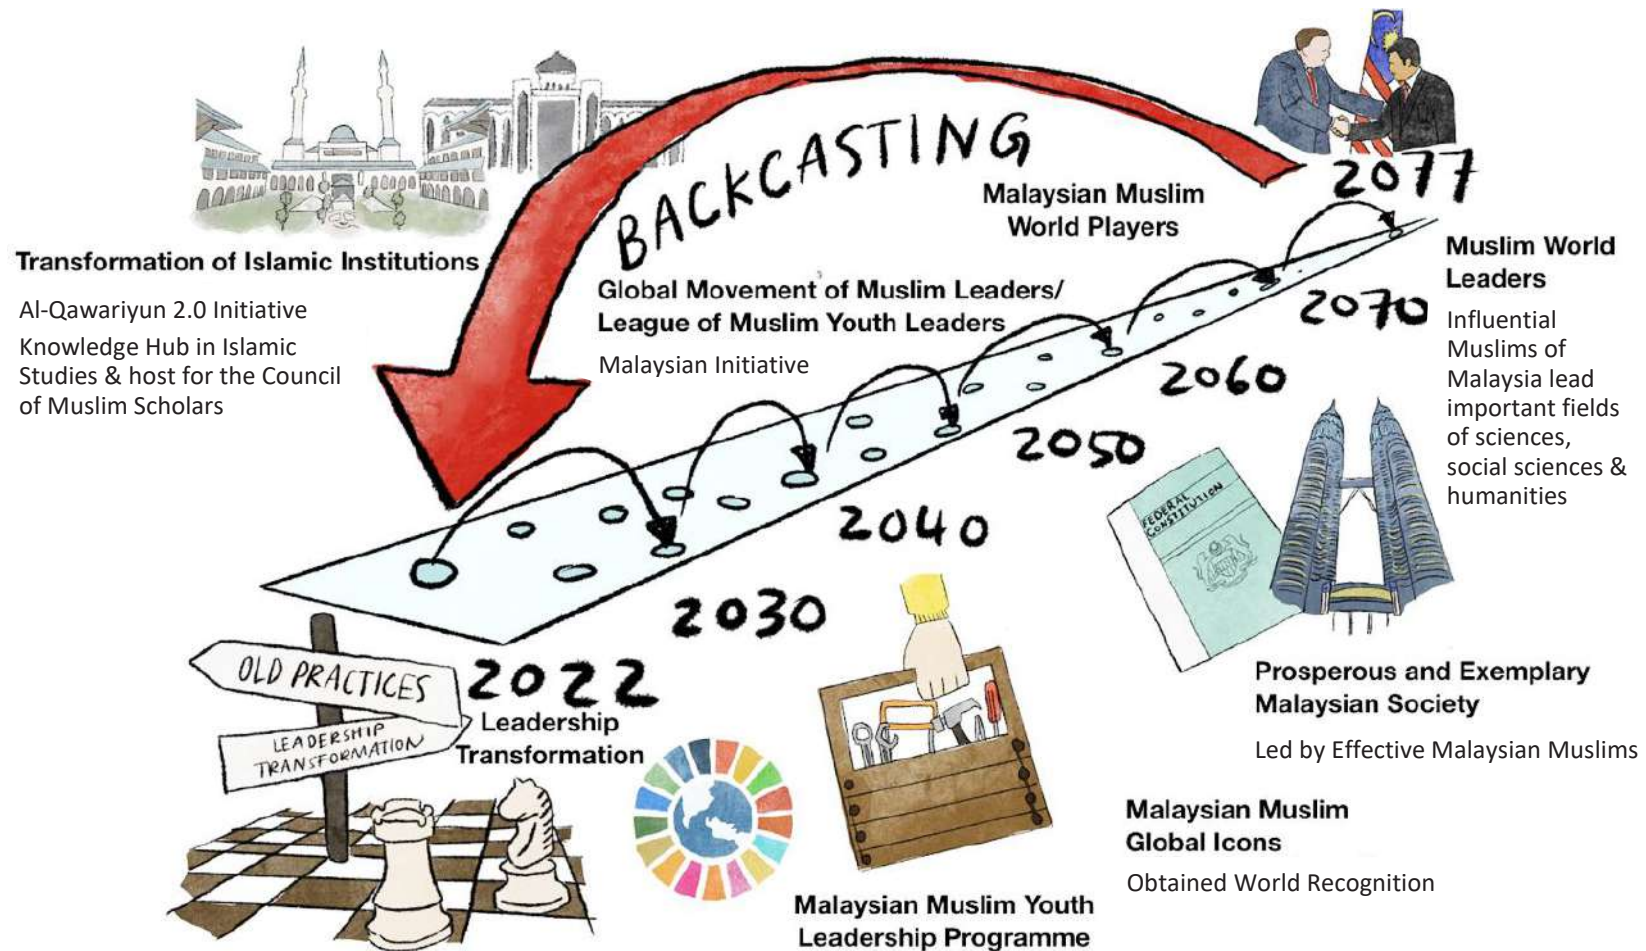 BACKCASTING
2077
Malaysian Muslim
World Players
Transformation of Islamic Institutions
Al-Qawariyun 2.0 Initiative
Knowledge Hub in Islamic
Studies & host for the Council
of Muslim Scholars
Global Movement of Muslim Leaders/
League of Muslim Youth Leaders
Malaysian Initiative
Muslim World
Leaders
Influential
Muslims of
Malaysia lead
important fields
of sciences,
social sciences &
humanities
2070
2060
2050
2040
2030
2022
Leadership
Transformation
OLD PRACTICES
LEADERSHIP
TRANSFORMATION
FEDERAL
CONSTITUTION
Prosperous and Exemplary
Malaysian Society
Led by Effective Malaysian Muslims
Malaysian Muslim
Global Icons
Obtained World Recognition
Malaysian Muslim Youth
Leadership Programme